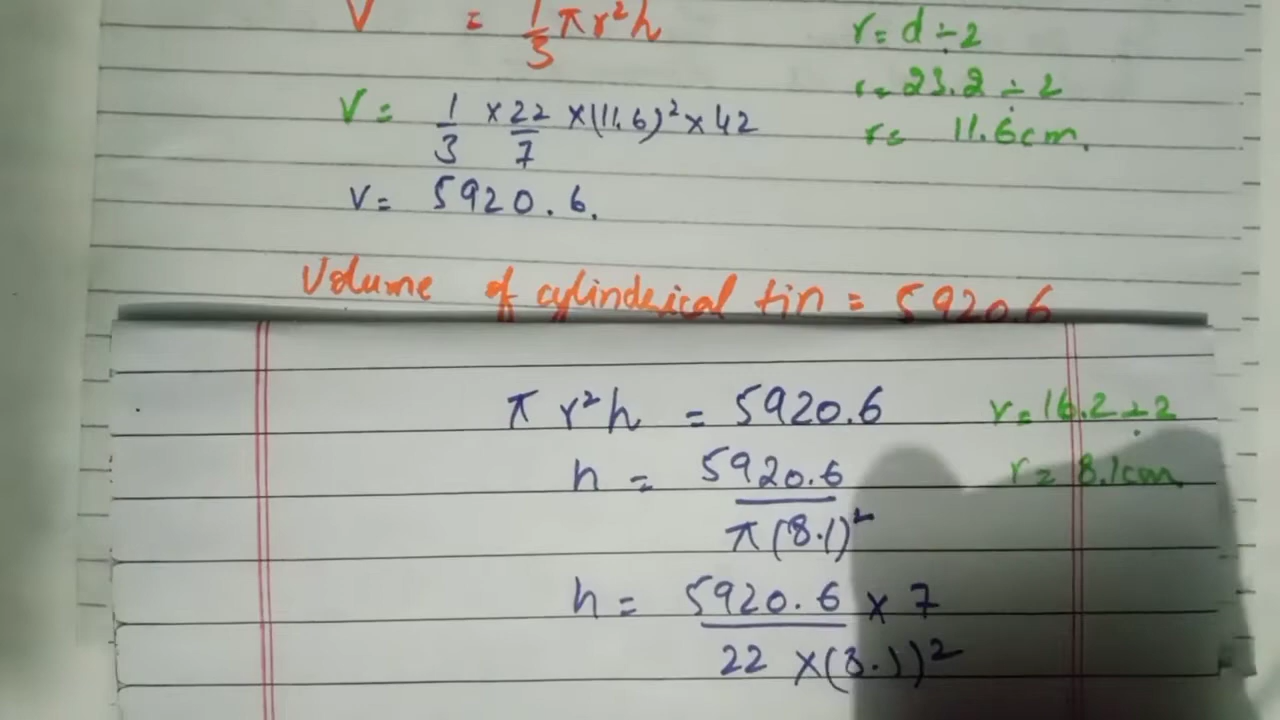 V = 1/3 πr²h
r = d ÷ 2
r = 23.2 ÷ 2
V = 1/3 × 22/7 × (11.6)² × 42
r = 11.6cm.
V = 5920.6.
Volume of cylinderical tin = 5920.6
πr²h = 5920.6
r = 16.2 ÷ 2
h = 5920.6 / π(8.1)²
r = 8.1cm
h = 5920.6 × 7 / 22 × (8.1)²